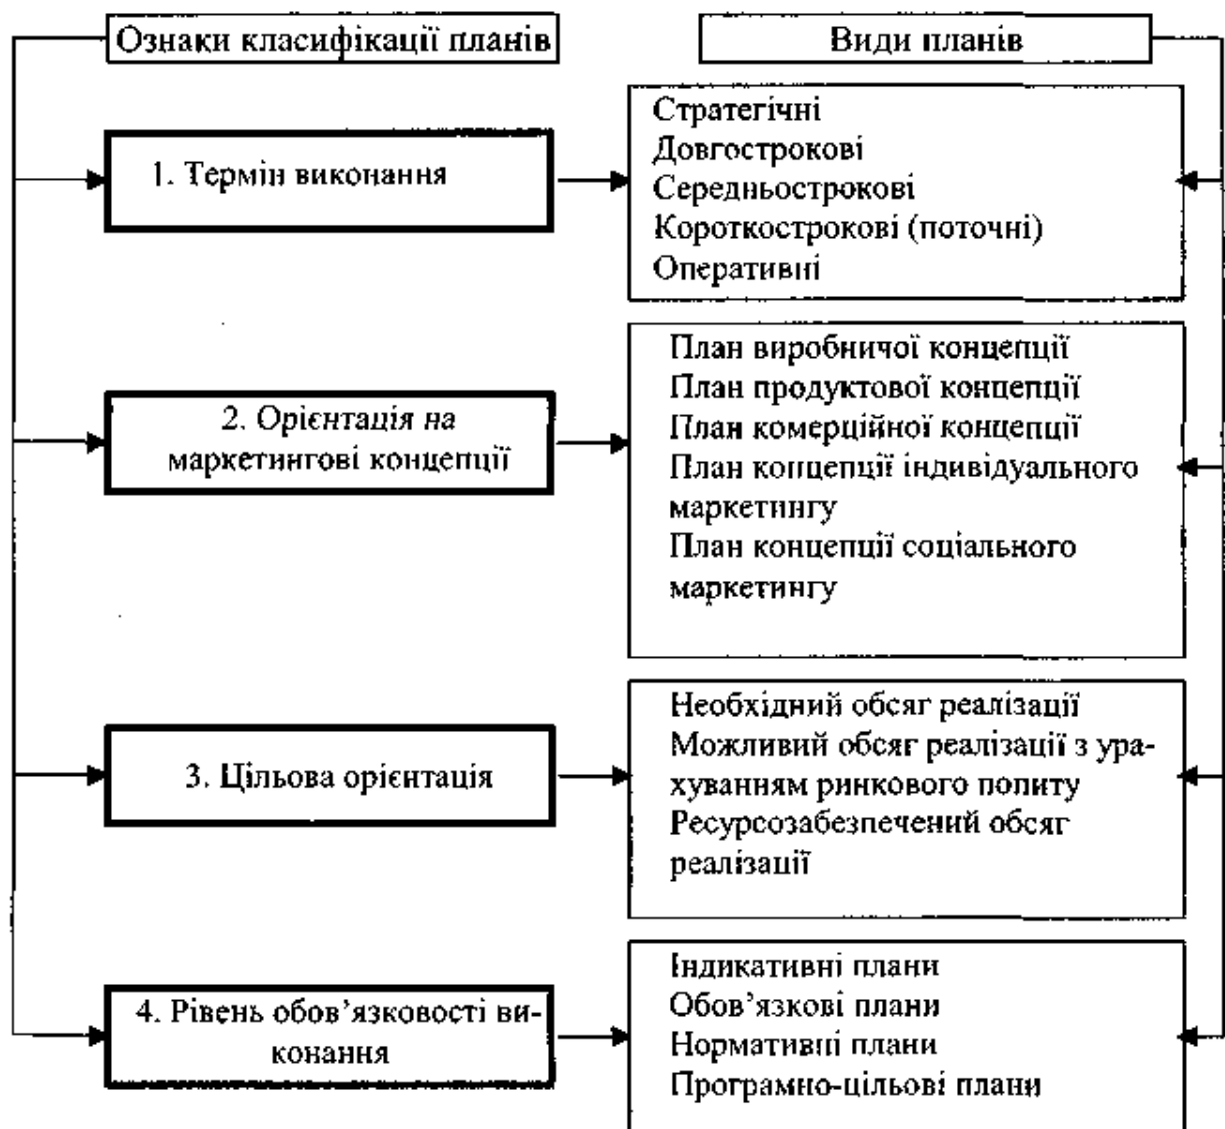 Ознаки класифікації планів
Види планів
1. Термін виконання
Стратегічні
Довгострокові
Середньострокові
Короткострокові (поточні)
Оперативні
2. Орієнтація на
маркетингові концепції
План виробничої концепції
План продуктової концепції
План комерційної концепції
План концепції індивідуального
маркетингу
План концепції соціального
маркетингу
3. Цільова орієнтація
Необхідний обсяг реалізації
Можливий обсяг реалізації з ура-
хуванням ринкового попиту
Ресурсозабезпечений обсяг
реалізації
4. Рівень обов’язковості ви-
конання
Індикативні плани
Обов’язкові плани
Нормативні плани
Програмно-цільові плани